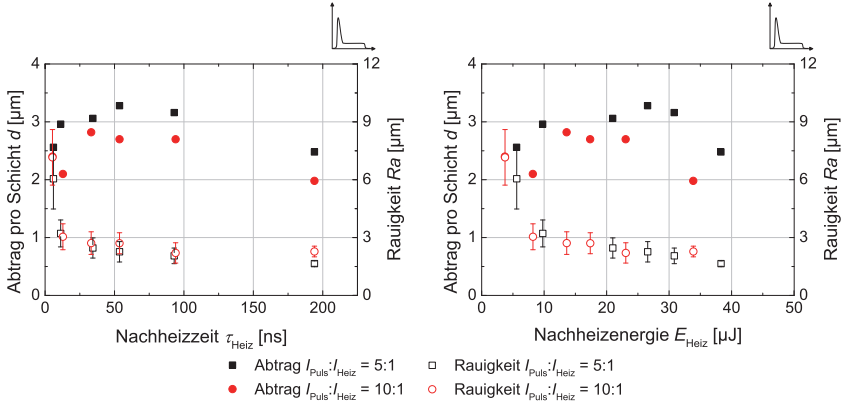 4
3
2
1
0
Abtrag pro Schicht d [µm]
12
9
6
3
0
Rauigkeit Ra [µm]
0 50 100 150 200 250
Nachheizzeit τHeiz [ns]
4
3
2
1
0
Abtrag pro Schicht d [µm]
12
9
6
3
0
Rauigkeit Ra [µm]
0 10 20 30 40 50
Nachheizenergie EHeiz [µJ]
Abtrag IPuls:IHeiz = 5:1 Rauigkeit IPuls:IHeiz = 5:1
Abtrag IPuls:IHeiz = 10:1 Rauigkeit IPuls:IHeiz = 10:1